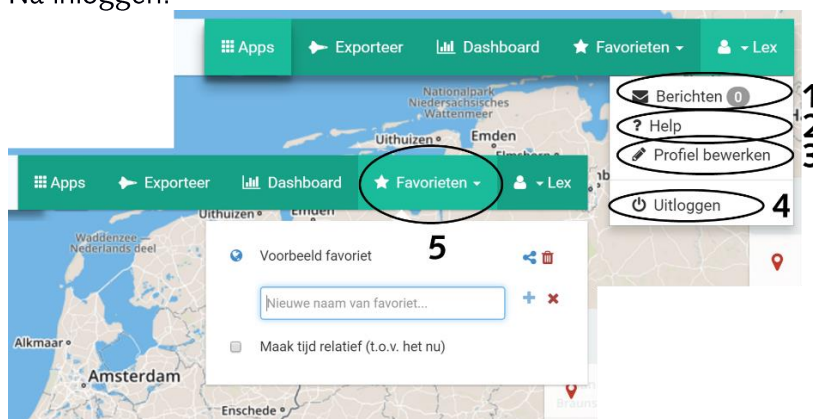 Na inloggen:
Apps Exporteer Dashboard Favorieten Lex
Nationalpark
Niedersächsisches
Wattenmeer
Berichten 0 1
Help 2
Profiel bewerken 3
Uitloggen 4
Uithuizen
Emden
Apps Exporteer Dashboard Favorieten Lex
Uithuizen
Emden
Waddenzee
Nederlands deel
5
Voorbeeld favoriet
Nieuwe naam van favoriet...
Maak tijd relatief (t.o.v. het nu)
Alkmaar
Amsterdam
Enschede